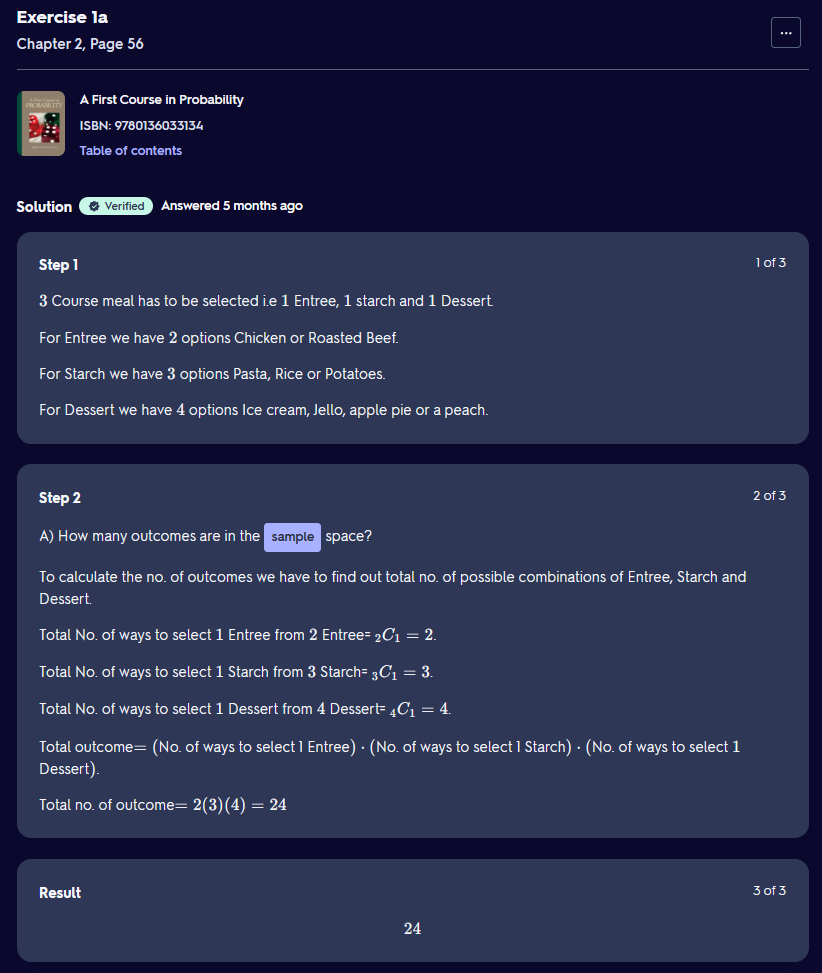 Exercise 1a
Chapter 2, Page 56
...
A First Course in
PROBABILITY
A First Course in Probability
ISBN: 9780136033134
Table of contents
Solution Verified Answered 5 months ago
Step 1
1 of 3
3 Course meal has to be selected i.e 1 Entree, 1 starch and 1 Dessert.
For Entree we have 2 options Chicken or Roasted Beef.
For Starch we have 3 options Pasta, Rice or Potatoes.
For Dessert we have 4 options Ice cream, Jello, apple pie or a peach.
Step 2
2 of 3
A) How many outcomes are in the sample space?
To calculate the no. of outcomes we have to find out total no. of possible combinations of Entree, Starch and
Dessert.
Total No. of ways to select 1 Entree from 2 Entree= ₂C₁ = 2.
Total No. of ways to select 1 Starch from 3 Starch= ₃C₁ = 3.
Total No. of ways to select 1 Dessert from 4 Dessert= ₄C₁ = 4.
Total outcome= (No. of ways to select 1 Entree) · (No. of ways to select 1 Starch) · (No. of ways to select 1
Dessert).
Total no. of outcome= 2(3)(4) = 24
Result
3 of 3
24